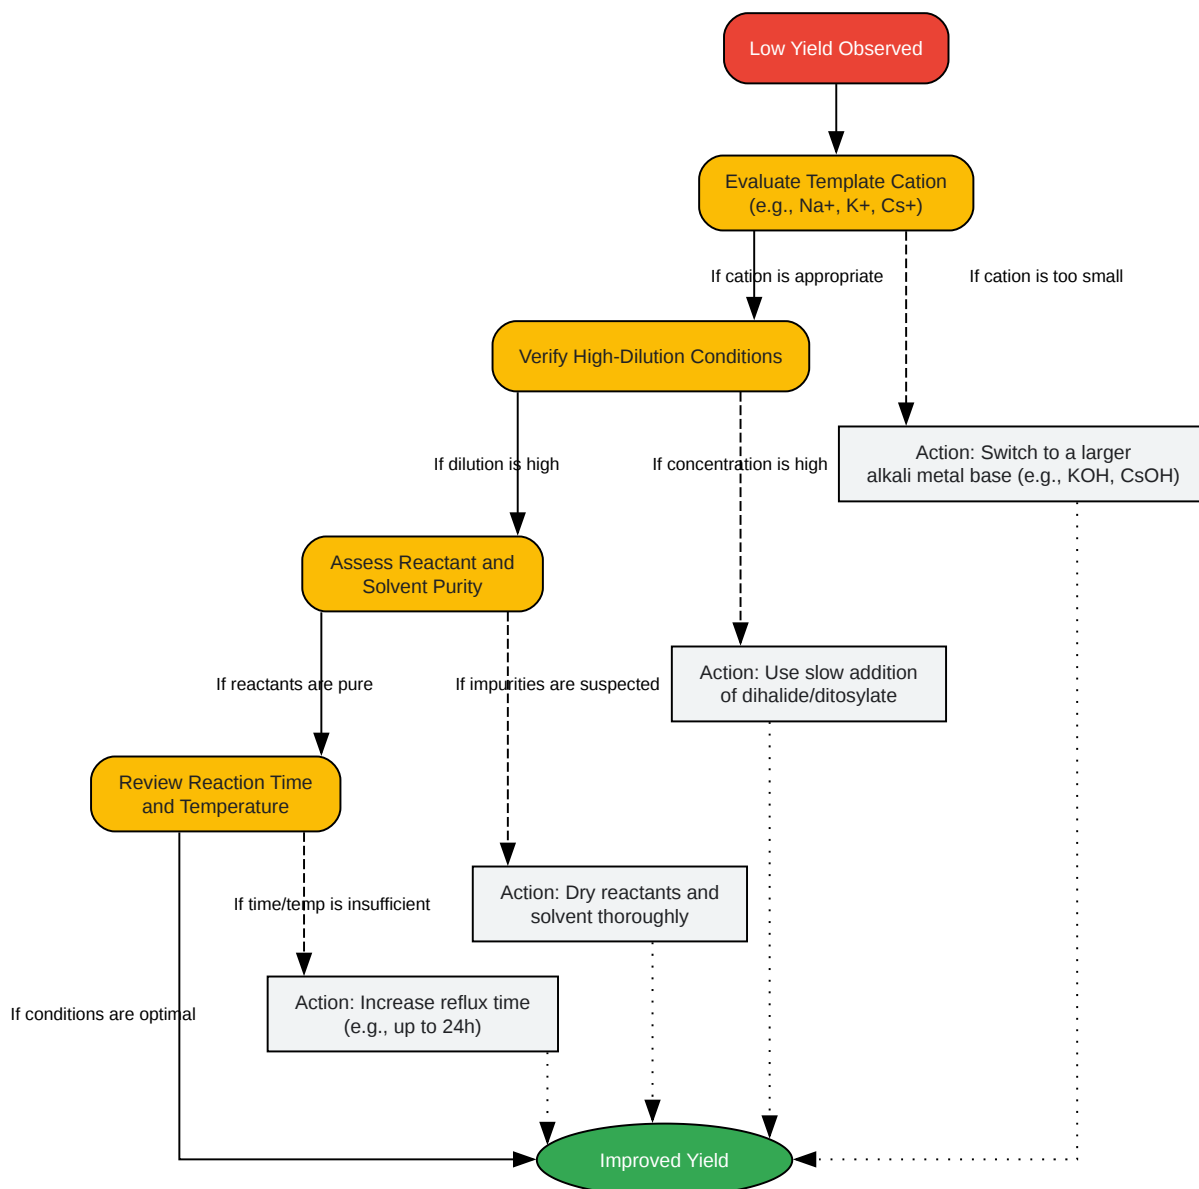 Low Yield Observed
Evaluate Template Cation
(e.g., Na+, K+, Cs+)
If cation is appropriate
If cation is too small
Verify High-Dilution Conditions
Action: Switch to a larger
alkali metal base (e.g., KOH, CsOH)
If dilution is high
If concentration is high
Assess Reactant and
Solvent Purity
Action: Use slow addition
of dihalide/ditosylate
If reactants are pure
If impurities are suspected
Review Reaction Time
and Temperature
Action: Dry reactants and
solvent thoroughly
If time/temp is insufficient
Action: Increase reflux time
(e.g., up to 24h)
If conditions are optimal
Improved Yield